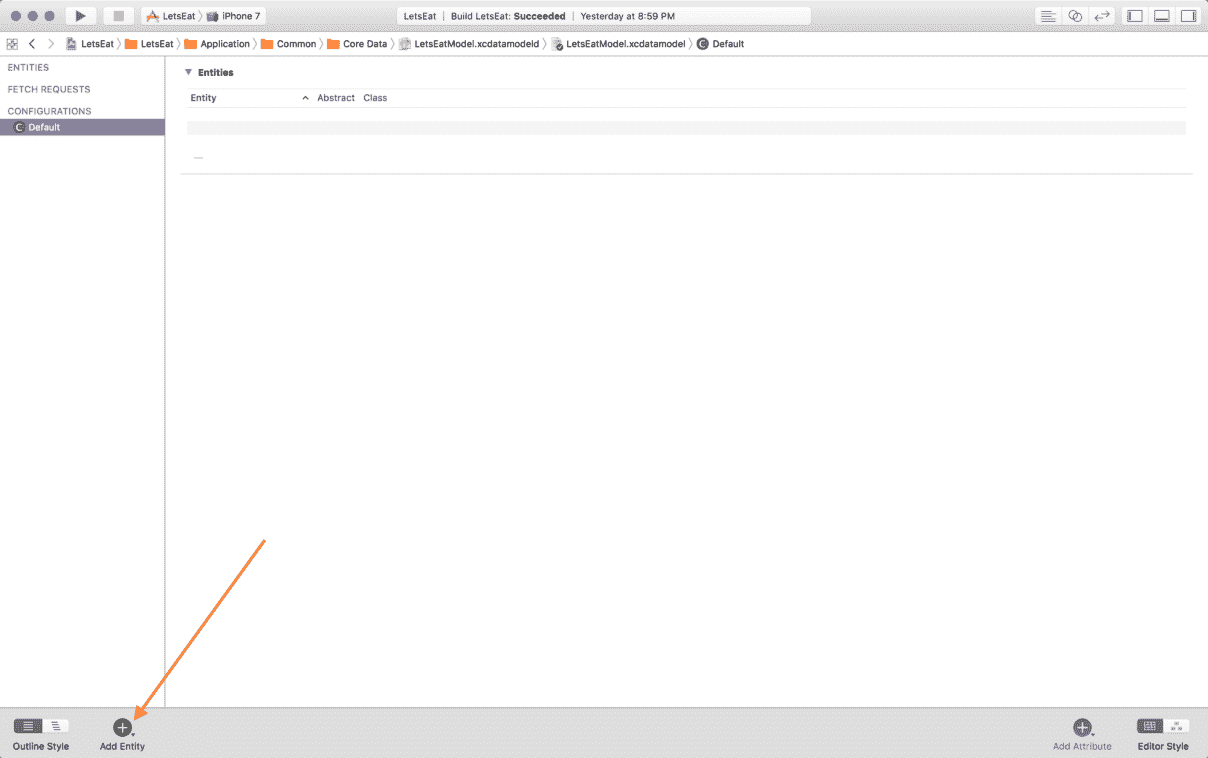 LetsEat iPhone 7 LetsEat | Build LetsEat: Succeeded | Yesterday at 8:59 PM
LetsEat LetsEat Application Common Core Data LetsEatModel.xcdatamodeld LetsEatModel.xcdatamodel C Default
ENTITIES
FETCH REQUESTS
CONFIGURATIONS
C Default
Entities
Entity Abstract Class
Outline Style Add Entity Add Attribute Editor Style